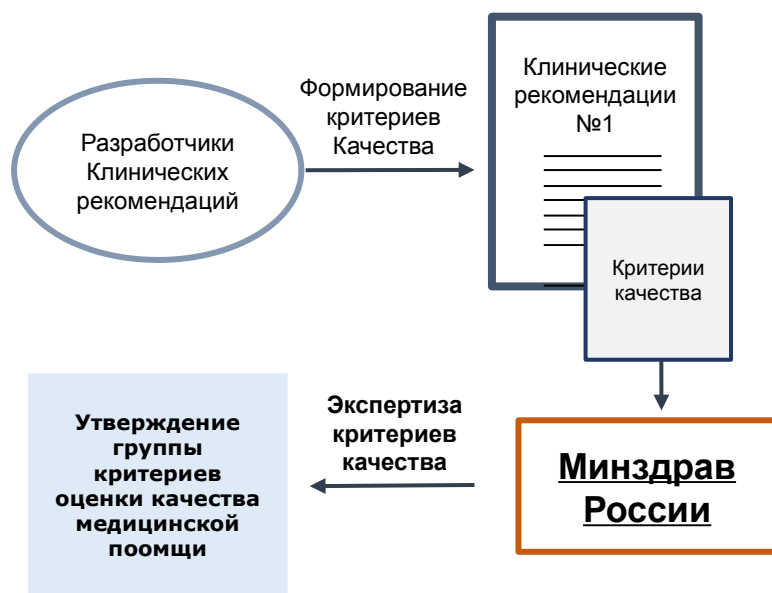 Разработчики
Клинических
рекомендаций
Формирование
критериев
Качества
Клинические
рекомендации
№1
Критерии
качества
Минздрав
России
Экспертиза
критериев
качества
Утверждение
группы
критериев
оценки качества
медицинской
поомщи